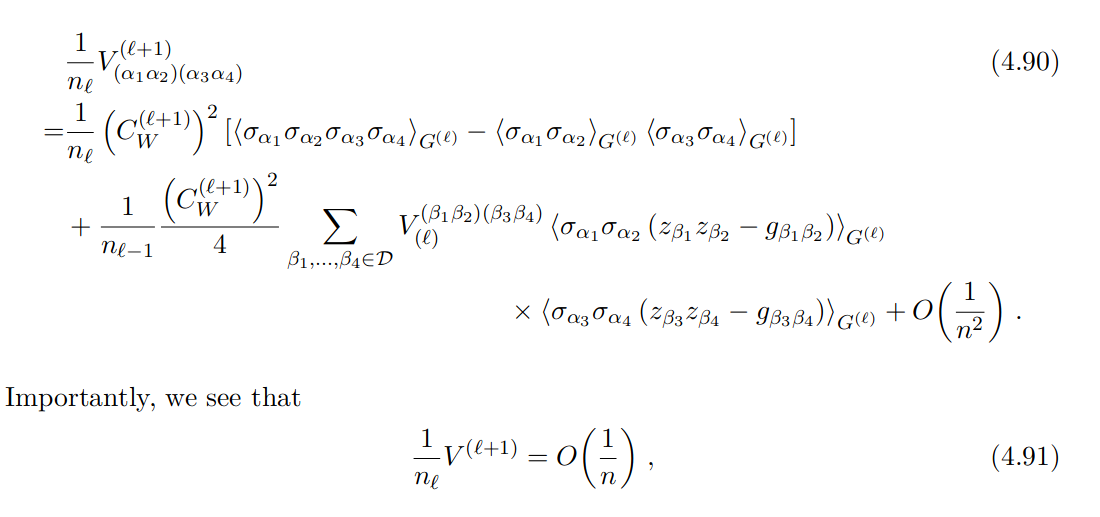 \frac{1}{n_\ell} V^{(\ell+1)}_{(\alpha_1\alpha_2)(\alpha_3\alpha_4)} (4.90)
= \frac{1}{n_\ell} \left( C_W^{(\ell+1)} \right)^2 \left[ \langle \sigma_{\alpha_1} \sigma_{\alpha_2} \sigma_{\alpha_3} \sigma_{\alpha_4} \rangle_{G^{(\ell)}} - \langle \sigma_{\alpha_1} \sigma_{\alpha_2} \rangle_{G^{(\ell)}} \langle \sigma_{\alpha_3} \sigma_{\alpha_4} \rangle_{G^{(\ell)}} \right]
+ \frac{1}{n_{\ell-1}} \frac{\left( C_W^{(\ell+1)} \right)^2}{4} \sum_{\beta_1,\ldots,\beta_4 \in \mathcal{D}} V_{(\ell)}^{(\beta_1\beta_2)(\beta_3\beta_4)} \langle \sigma_{\alpha_1} \sigma_{\alpha_2} ( z_{\beta_1} z_{\beta_2} - g_{\beta_1\beta_2} ) \rangle_{G^{(\ell)}}
\times \langle \sigma_{\alpha_3} \sigma_{\alpha_4} ( z_{\beta_3} z_{\beta_4} - g_{\beta_3\beta_4} ) \rangle_{G^{(\ell)}} + O\left( \frac{1}{n^2} \right) .
Importantly, we see that
\frac{1}{n_\ell} V^{(\ell+1)} = O\left( \frac{1}{n} \right) , (4.91)